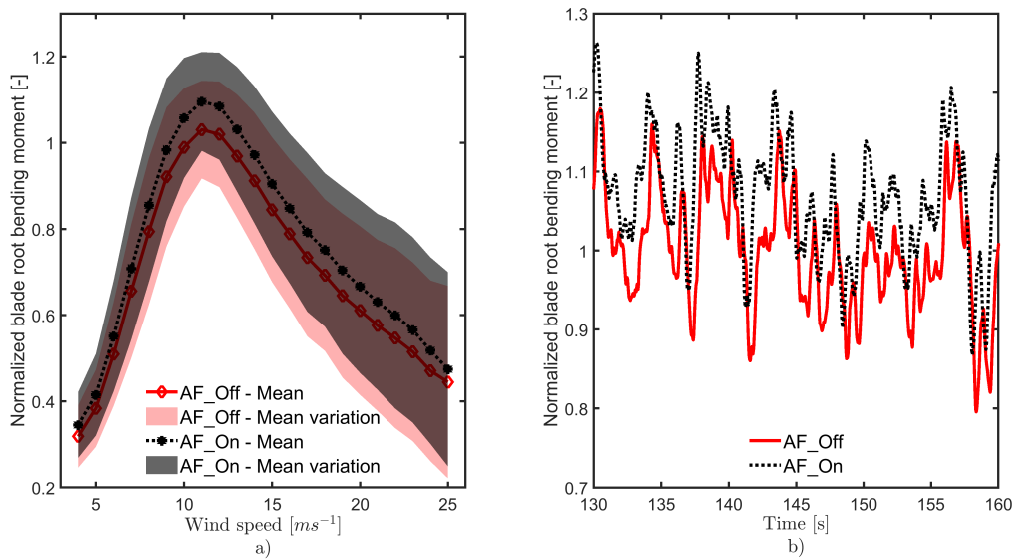 Normalized blade root bending moment [-]
1.2
1
0.8
0.6
0.4
0.2
5
10
15
20
25
Wind speed [ms⁻¹]
a)
AF_Off - Mean
AF_Off - Mean variation
AF_On - Mean
AF_On - Mean variation
Normalized blade root bending moment [-]
1.3
1.2
1.1
1
0.9
0.8
0.7
130
135
140
145
150
155
160
Time [s]
b)
AF_Off
AF_On